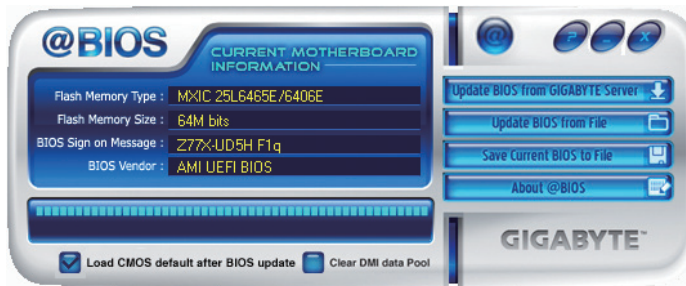 @BIOS
CURRENT MOTHERBOARD
INFORMATION
Flash Memory Type : MXIC 25L6465E/6406E
Flash Memory Size : 64M bits
BIOS Sign on Message : Z77X-UD5H F1q
BIOS Vendor : AMI UEFI BIOS
Load CMOS default after BIOS update
Clear DMI data Pool
@
? - X
Update BIOS from GIGABYTE Server
Update BIOS from File
Save Current BIOS to File
About @BIOS
GIGABYTE™